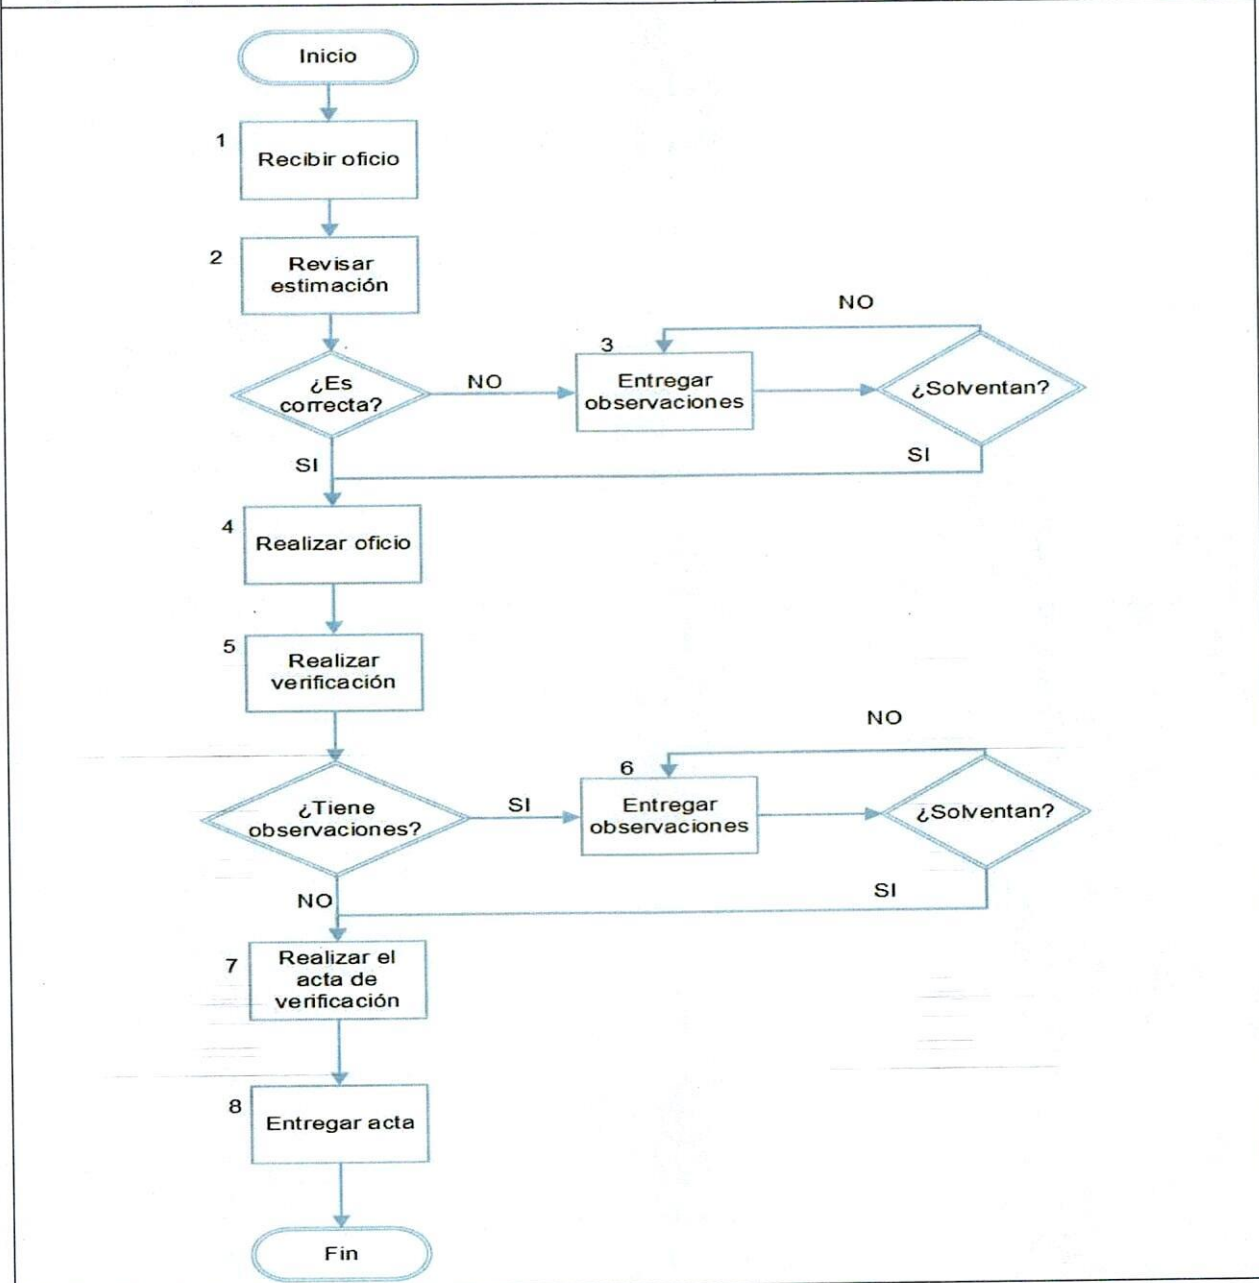 Inicio
1
Recibir oficio
2
Revisar
estimación
NO
3
¿Es
correcta?
NO
Entregar
observaciones
¿Solventan?
SI
SI
4
Realizar oficio
5
Realizar
verificación
NO
6
¿Tiene
observaciones?
SI
Entregar
observaciones
¿Solventan?
NO
SI
7
Realizar el
acta de
verificación
8
Entregar acta
Fin